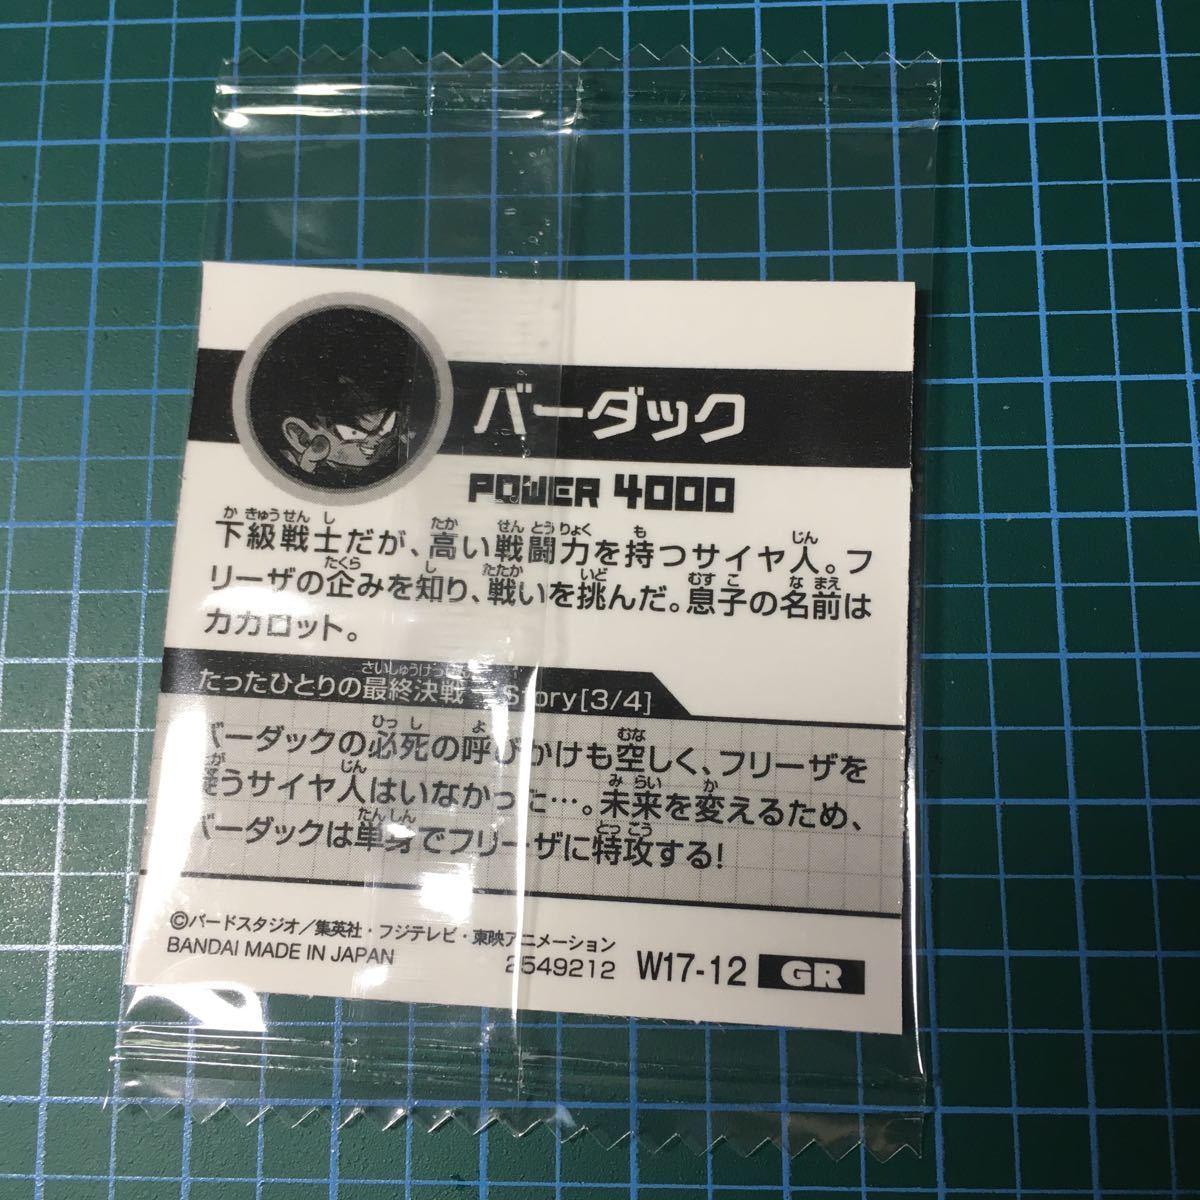 バーダック
POWER 4000
下級戦士だが、高い戦闘力を持つサイヤ人。フ
リーザの企みを知り、戦いを挑んだ。息子の名前は
カカロット。
たったひとりの最終決戦 Story[3/4]
バーダックの必死の呼びかけも空しく、フリーザを
疑うサイヤ人はいなかった…。未来を変えるため、
バーダックは単身でフリーザに特攻する!
©バードスタジオ/集英社・フジテレビ・東映アニメーション
BANDAI MADE IN JAPAN
2549212 W17-12 GR